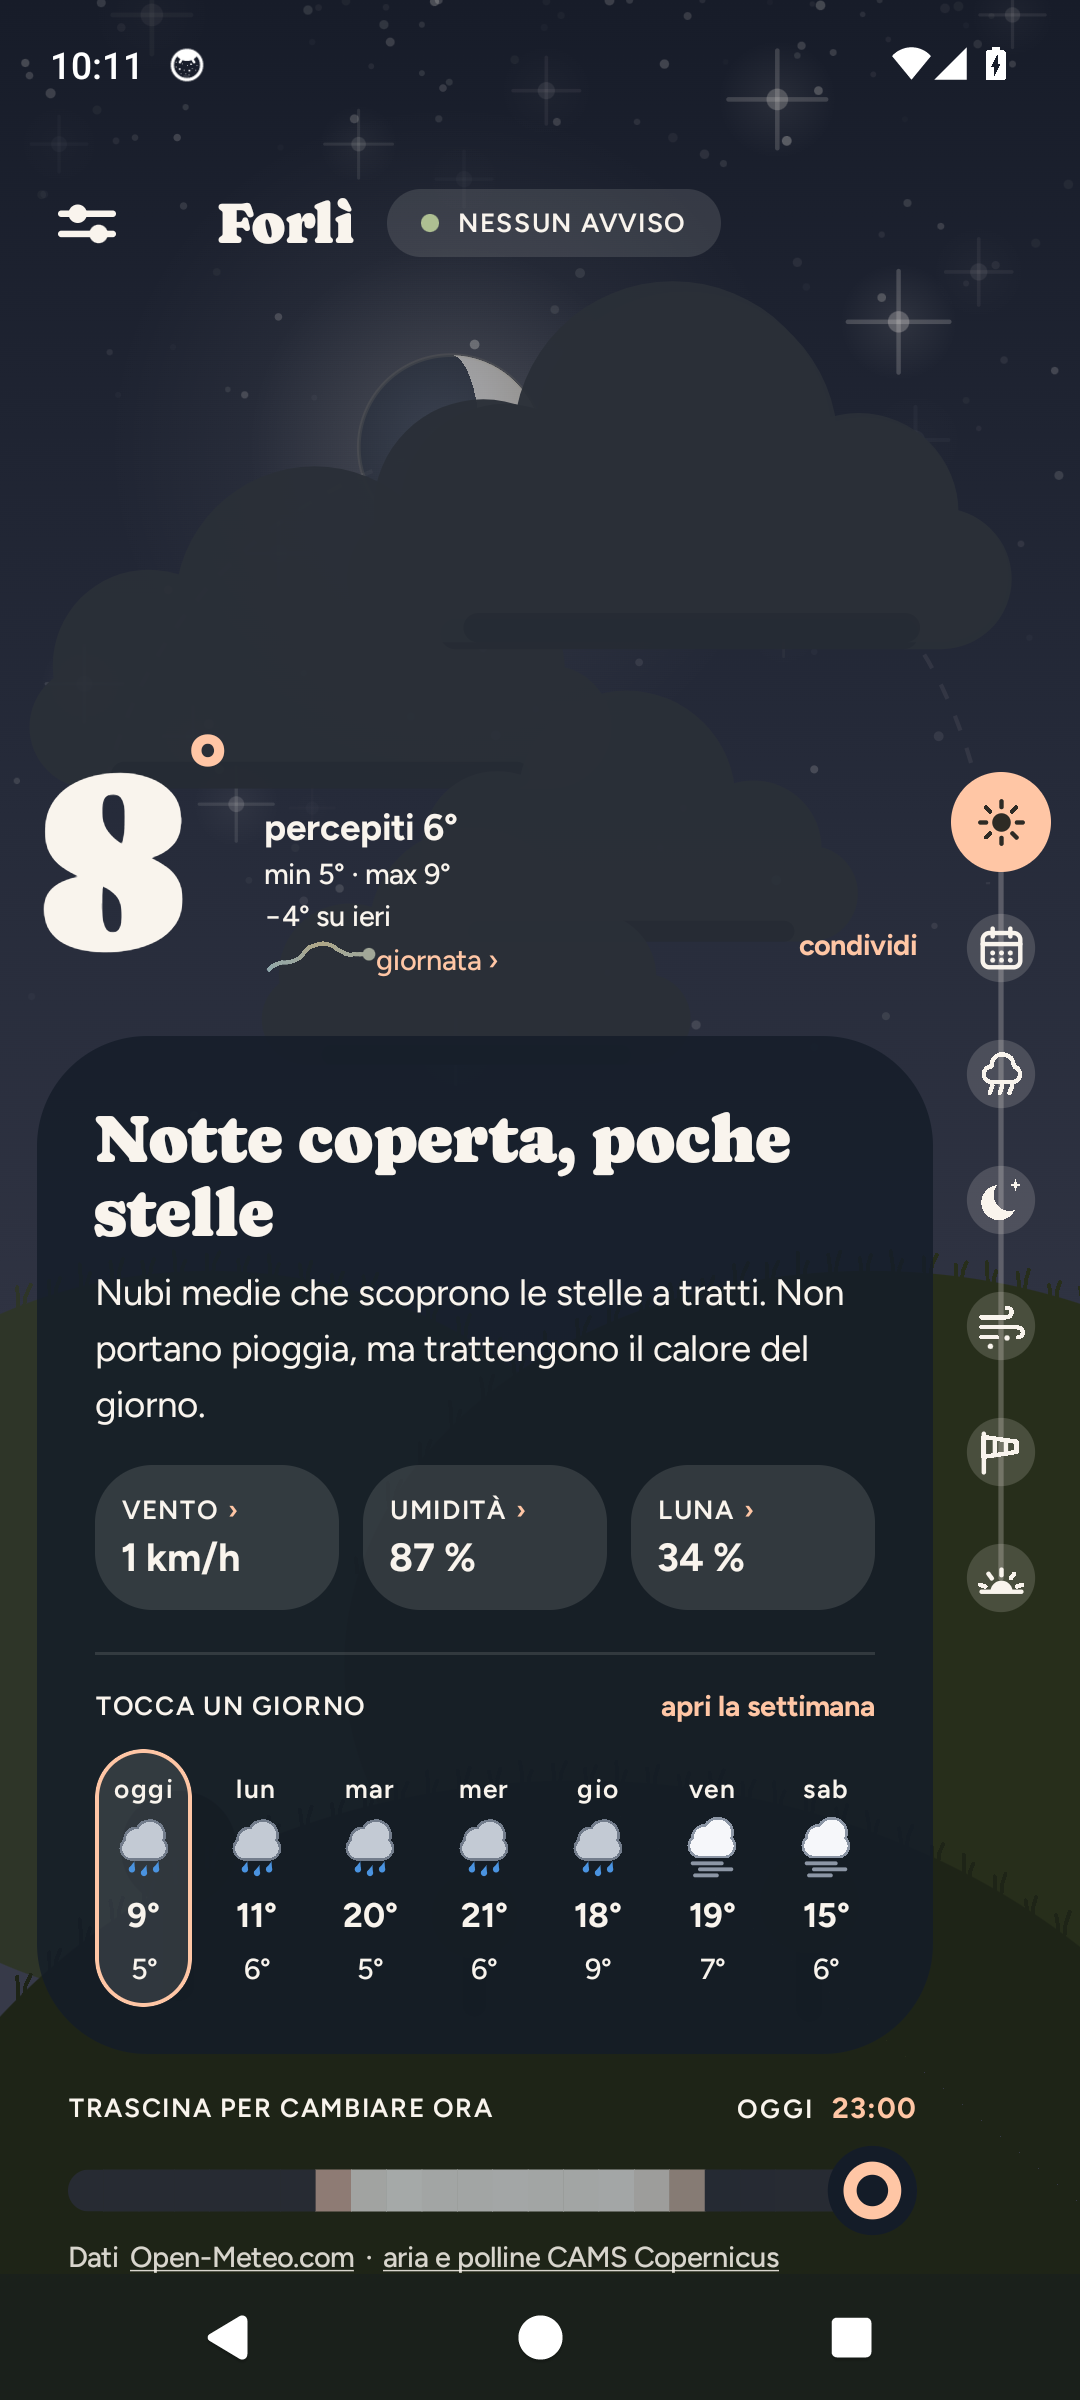 10:11
Forlì
NESSUN AVVISO
8°
percepiti 6°
min 5° · max 9°
−4° su ieri
giornata ›
condividi
Notte coperta, poche
stelle
Nubi medie che scoprono le stelle a tratti. Non
portano pioggia, ma trattengono il calore del
giorno.
VENTO › UMIDITÀ › LUNA ›
1 km/h 87 % 34 %
TOCCA UN GIORNO apri la settimana
oggi lun mar mer gio ven sab
9° 11° 20° 21° 18° 19° 15°
5° 6° 5° 6° 9° 7° 6°
TRASCINA PER CAMBIARE ORA OGGI 23:00
Dati Open-Meteo.com · aria e polline CAMS Copernicus